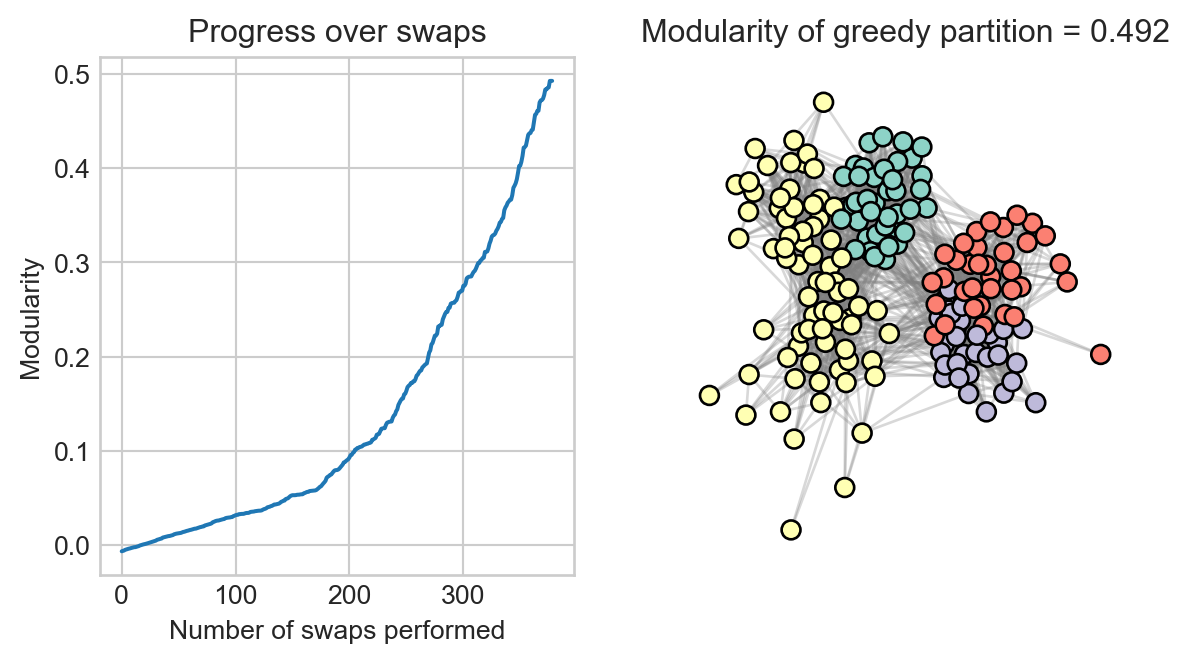 Progress over swaps
Modularity of greedy partition = 0.492
0.5
0.4
0.3
0.2
0.1
0.0
Modularity
0 100 200 300
Number of swaps performed